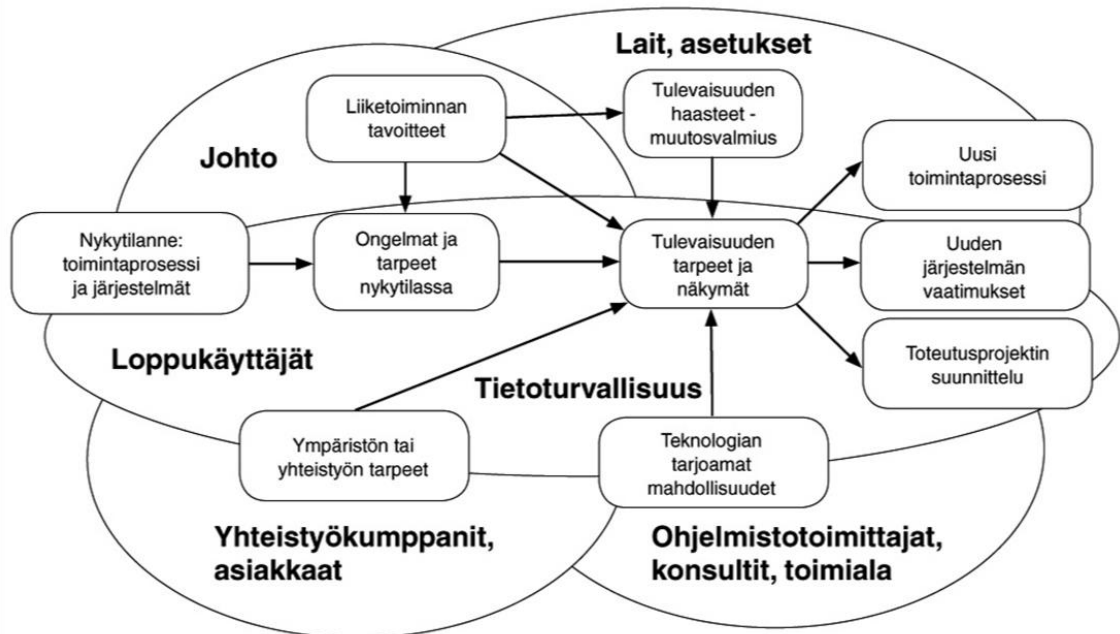 Lait, asetukset
Liiketoiminnan
tavoitteet
Tulevaisuuden
haasteet -
muutosvalmius
Johto
Uusi
toimintaprosessi
Nykytilanne:
toimintaprosessi
ja järjestelmät
Ongelmat ja
tarpeet
nykytilassa
Tulevaisuuden
tarpeet ja
näkymät
Uuden
järjestelmän
vaatimukset
Loppukäyttäjät
Toteutusprojektin
suunnittelu
Tietoturvallisuus
Ympäristön tai
yhteistyön tarpeet
Teknologian
tarjoamat
mahdollisuudet
Yhteistyökumppanit,
asiakkaat
Ohjelmistotoimittajat,
konsultit, toimiala